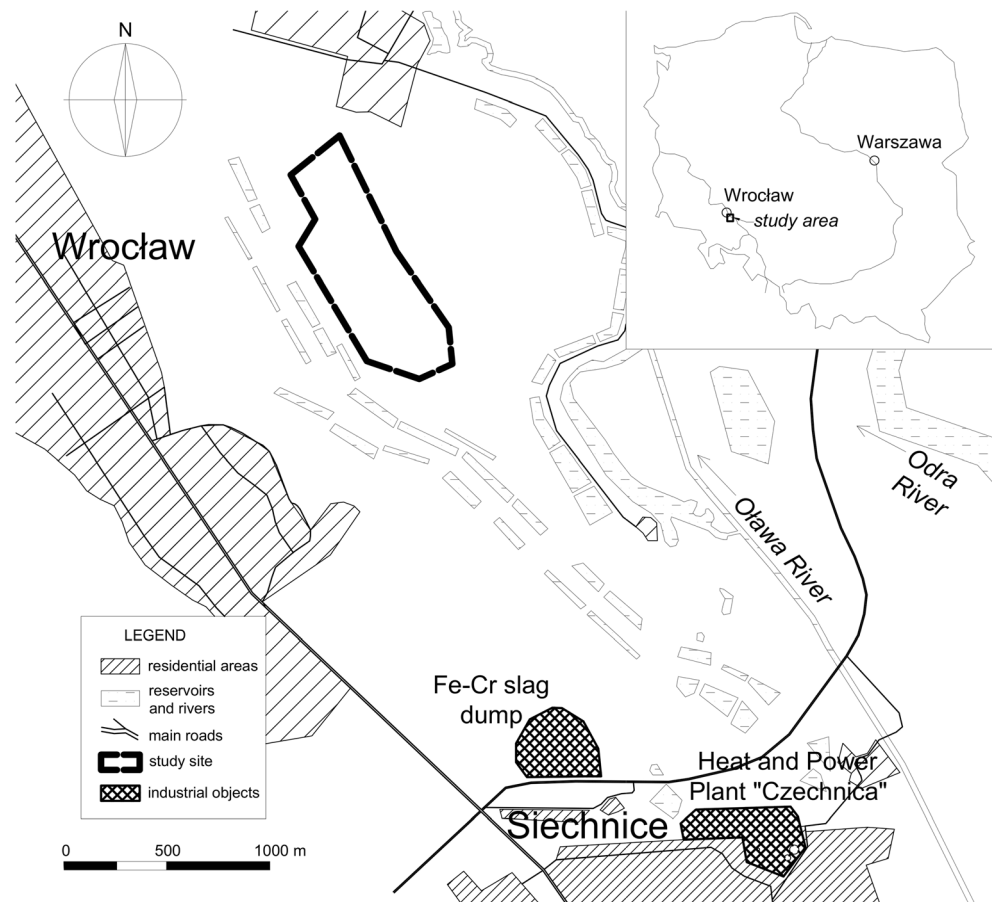 N
Warszawa
Wrocław
study area
Wrocław
Odra
River
Oława River
LEGEND
residential areas
reservoirs
and rivers
main roads
study site
industrial objects
Fe-Cr slag
dump
Heat and Power
Plant "Czechnica"
Siechnice
0 500 1000 m